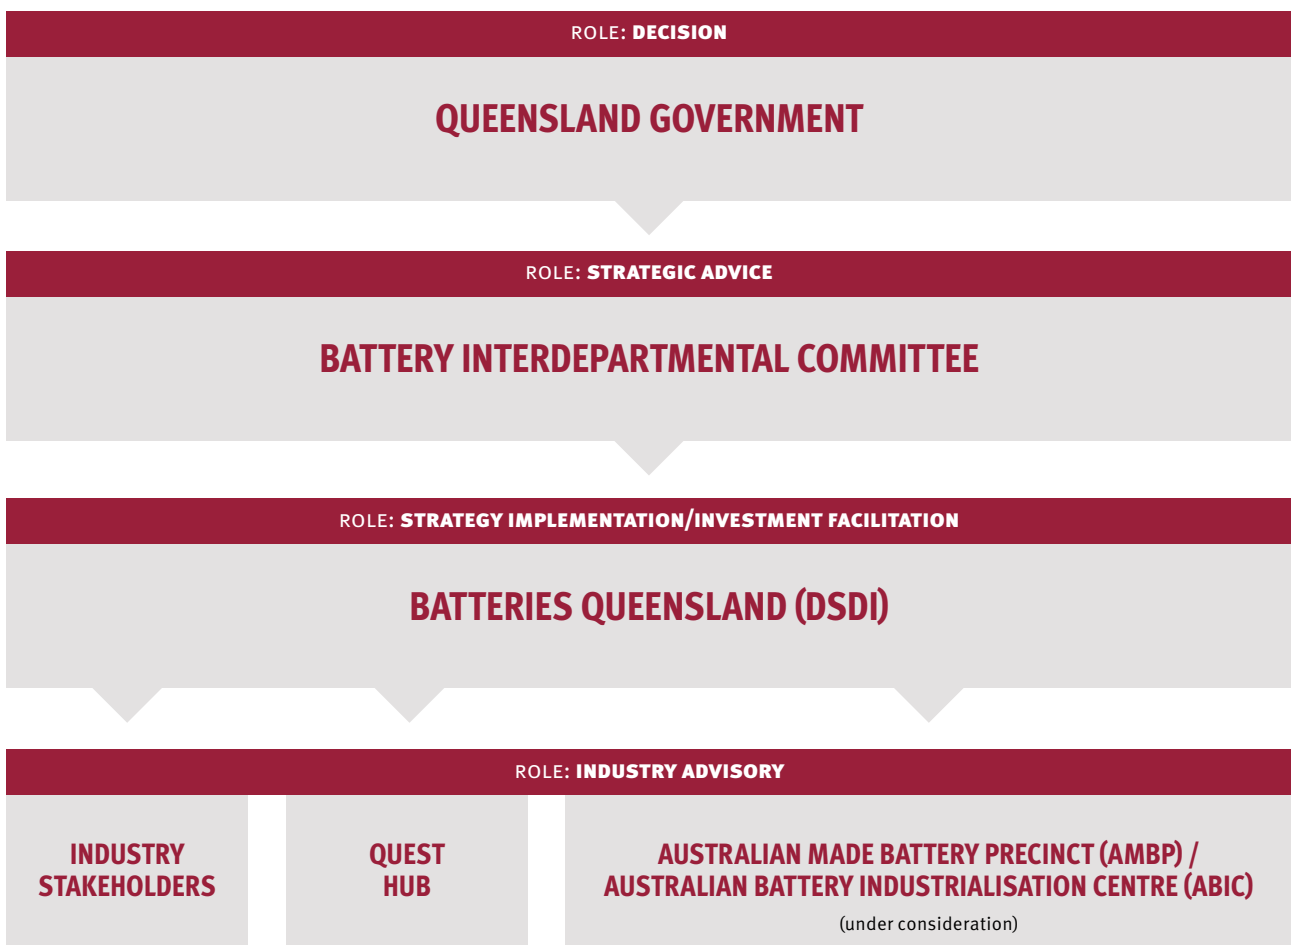 ROLE: DECISION
QUEENSLAND GOVERNMENT
ROLE: STRATEGIC ADVICE
BATTERY INTERDEPARTMENTAL COMMITTEE
ROLE: STRATEGY IMPLEMENTATION/INVESTMENT FACILITATION
BATTERIES QUEENSLAND (DSDI)
ROLE: INDUSTRY ADVISORY
INDUSTRY
STAKEHOLDERS
QUEST
HUB
AUSTRALIAN MADE BATTERY PRECINCT (AMBP) /
AUSTRALIAN BATTERY INDUSTRIALISATION CENTRE (ABIC)
(under consideration)